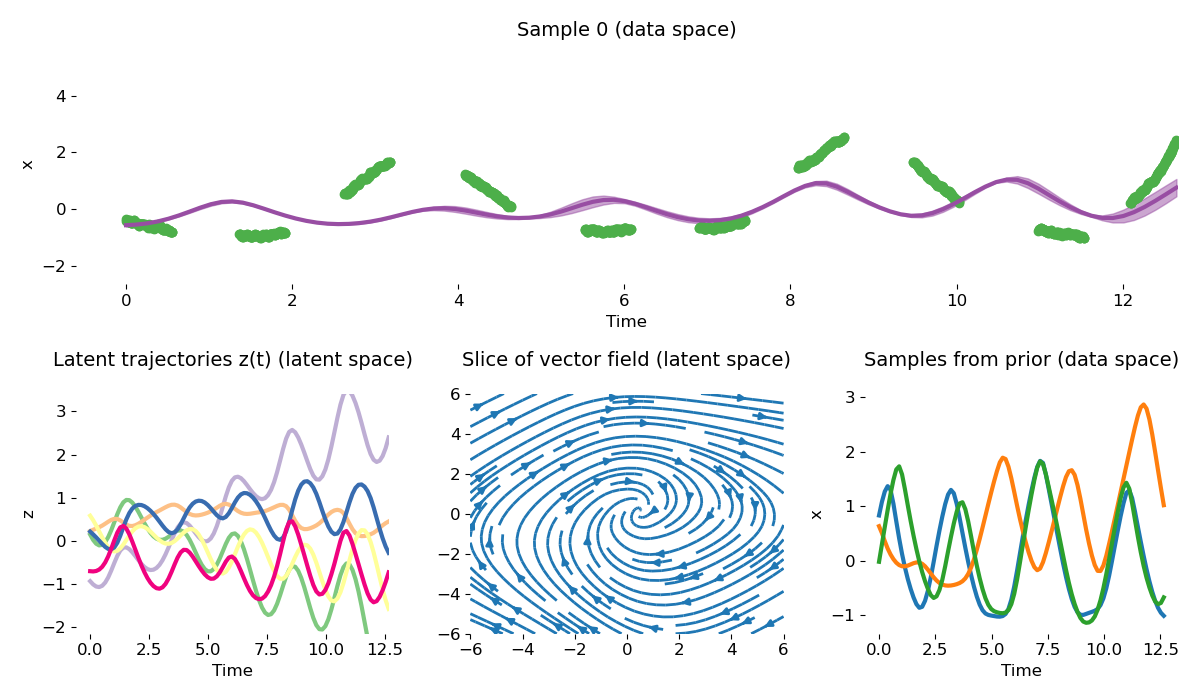 Sample 0 (data space)
4
2
0
−2
x
0 2 4 6 8 10 12
Time
Latent trajectories z(t) (latent space)
3
2
1
0
−1
−2
z
0.0 2.5 5.0 7.5 10.0 12.5
Time
Slice of vector field (latent space)
6
4
2
0
−2
−4
−6
−6 −4 −2 0 2 4 6
Samples from prior (data space)
3
2
1
0
−1
x
0.0 2.5 5.0 7.5 10.0 12.5
Time